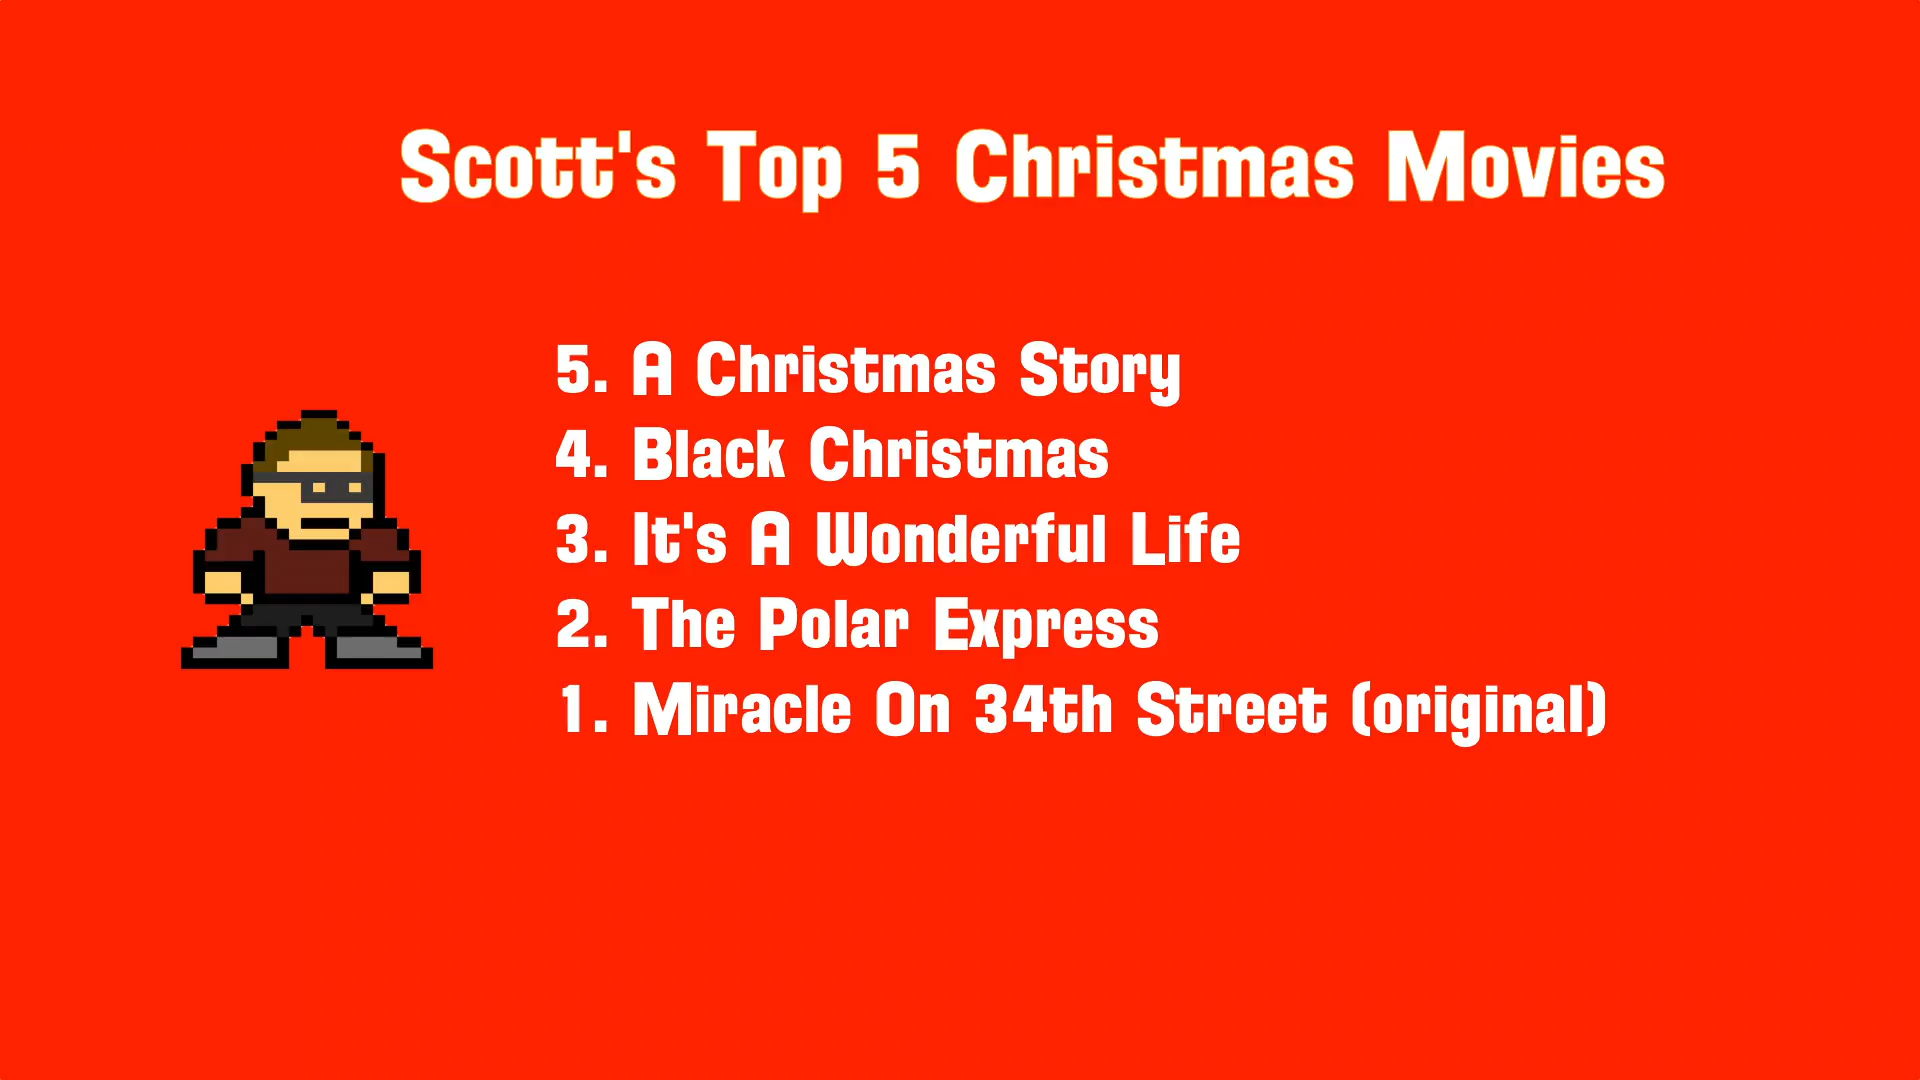 Scott's Top 5 Christmas Movies
5. A Christmas Story
4. Black Christmas
3. It's A Wonderful Life
2. The Polar Express
1. Miracle On 34th Street (original)